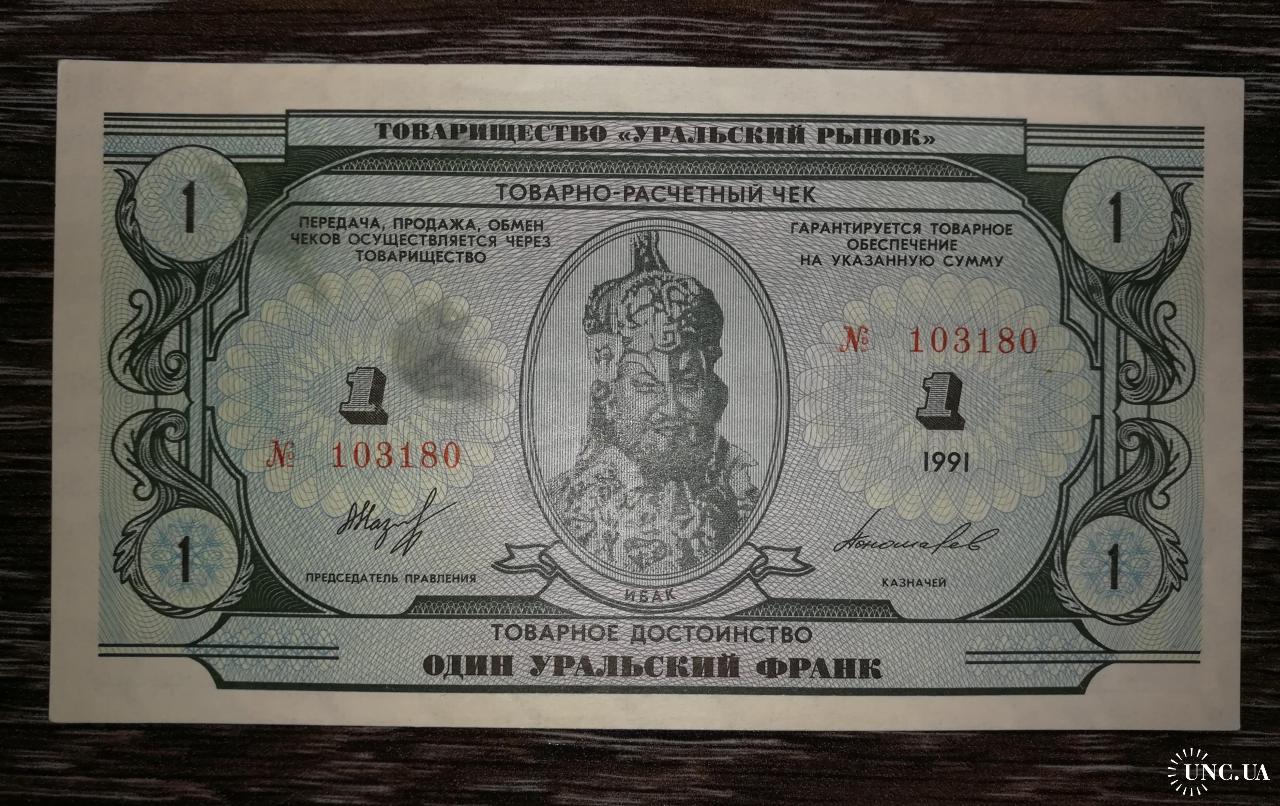 ТОВАРИЩЕСТВО «УРАЛЬСКИЙ РЫНОК»
ТОВАРНО-РАСЧЕТНЫЙ ЧЕК
1
1
ПЕРЕДАЧА, ПРОДАЖА, ОБМЕН
ЧЕКОВ ОСУЩЕСТВЛЯЕТСЯ ЧЕРЕЗ
ТОВАРИЩЕСТВО
ГАРАНТИРУЕТСЯ ТОВАРНОЕ
ОБЕСПЕЧЕНИЕ
НА УКАЗАННУЮ СУММУ
№ 103180
1
1
№ 103180
1991
Пономарев
1
1
ПРЕДСЕДАТЕЛЬ ПРАВЛЕНИЯ
КАЗНАЧЕЙ
ИБАК
ТОВАРНОЕ ДОСТОИНСТВО
ОДИН УРАЛЬСКИЙ ФРАНК
UNC.UA